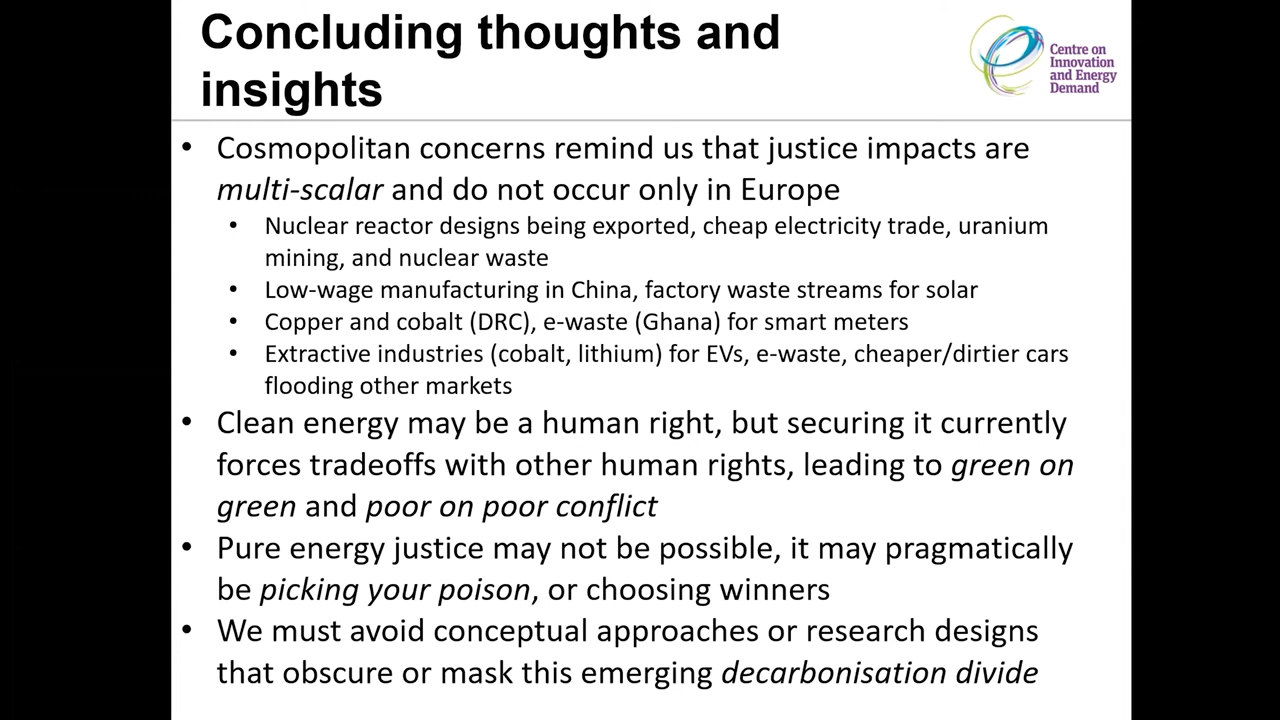 Concluding thoughts and
insights
Centre on
Innovation
and Energy
Demand
• Cosmopolitan concerns remind us that justice impacts are
multi-scalar and do not occur only in Europe
• Nuclear reactor designs being exported, cheap electricity trade, uranium
mining, and nuclear waste
• Low-wage manufacturing in China, factory waste streams for solar
• Copper and cobalt (DRC), e-waste (Ghana) for smart meters
• Extractive industries (cobalt, lithium) for EVs, e-waste, cheaper/dirtier cars
flooding other markets
• Clean energy may be a human right, but securing it currently
forces tradeoffs with other human rights, leading to green on
green and poor on poor conflict
• Pure energy justice may not be possible, it may pragmatically
be picking your poison, or choosing winners
• We must avoid conceptual approaches or research designs
that obscure or mask this emerging decarbonisation divide